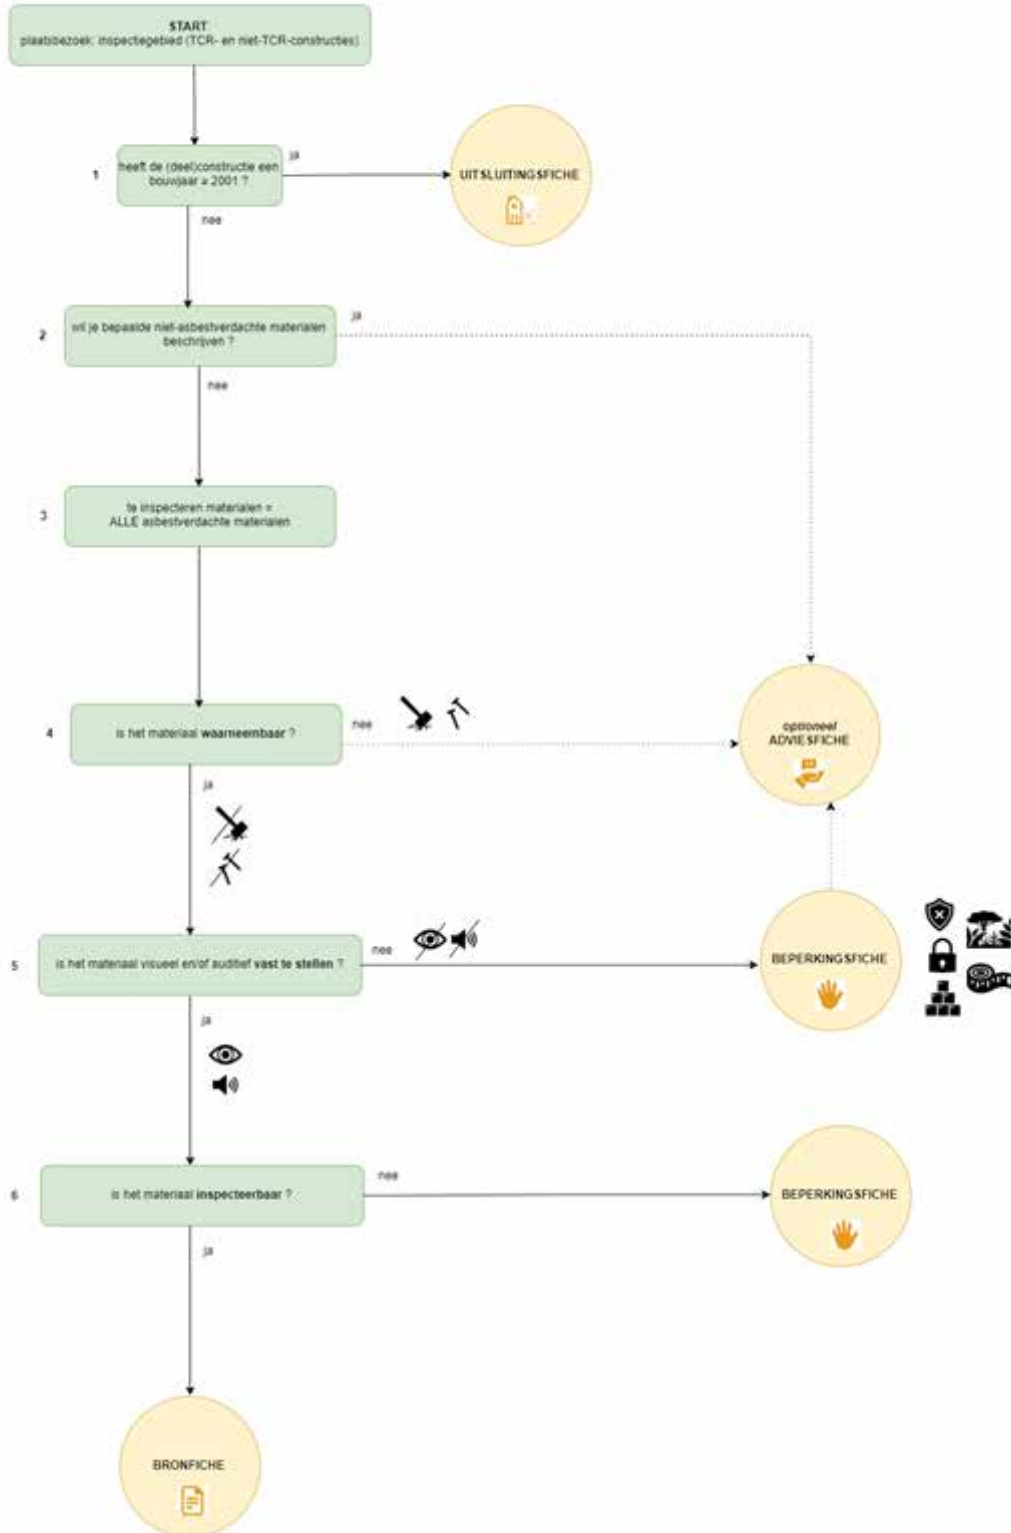 START
plaatsbezoek: inspectiegebied (TCR- en niet-TCR-constructies)
1
heeft de (deel)constructie een
bouwjaar ≥ 2001 ?
ja
UITSLUITINGSFICHE
nee
2
wil je bepaalde niet-asbestverdachte materialen
beschrijven ?
ja
nee
3
te inspecteren materialen =
ALLE asbestverdachte materialen
4
is het materiaal waarneembaar ?
nee
optioneel
ADVIESFICHE
ja
5
is het materiaal visueel en/of auditief vast te stellen ?
nee
BEPERKINGSFICHE
ja
6
is het materiaal inspecteerbaar ?
nee
BEPERKINGSFICHE
ja
BRONFICHE